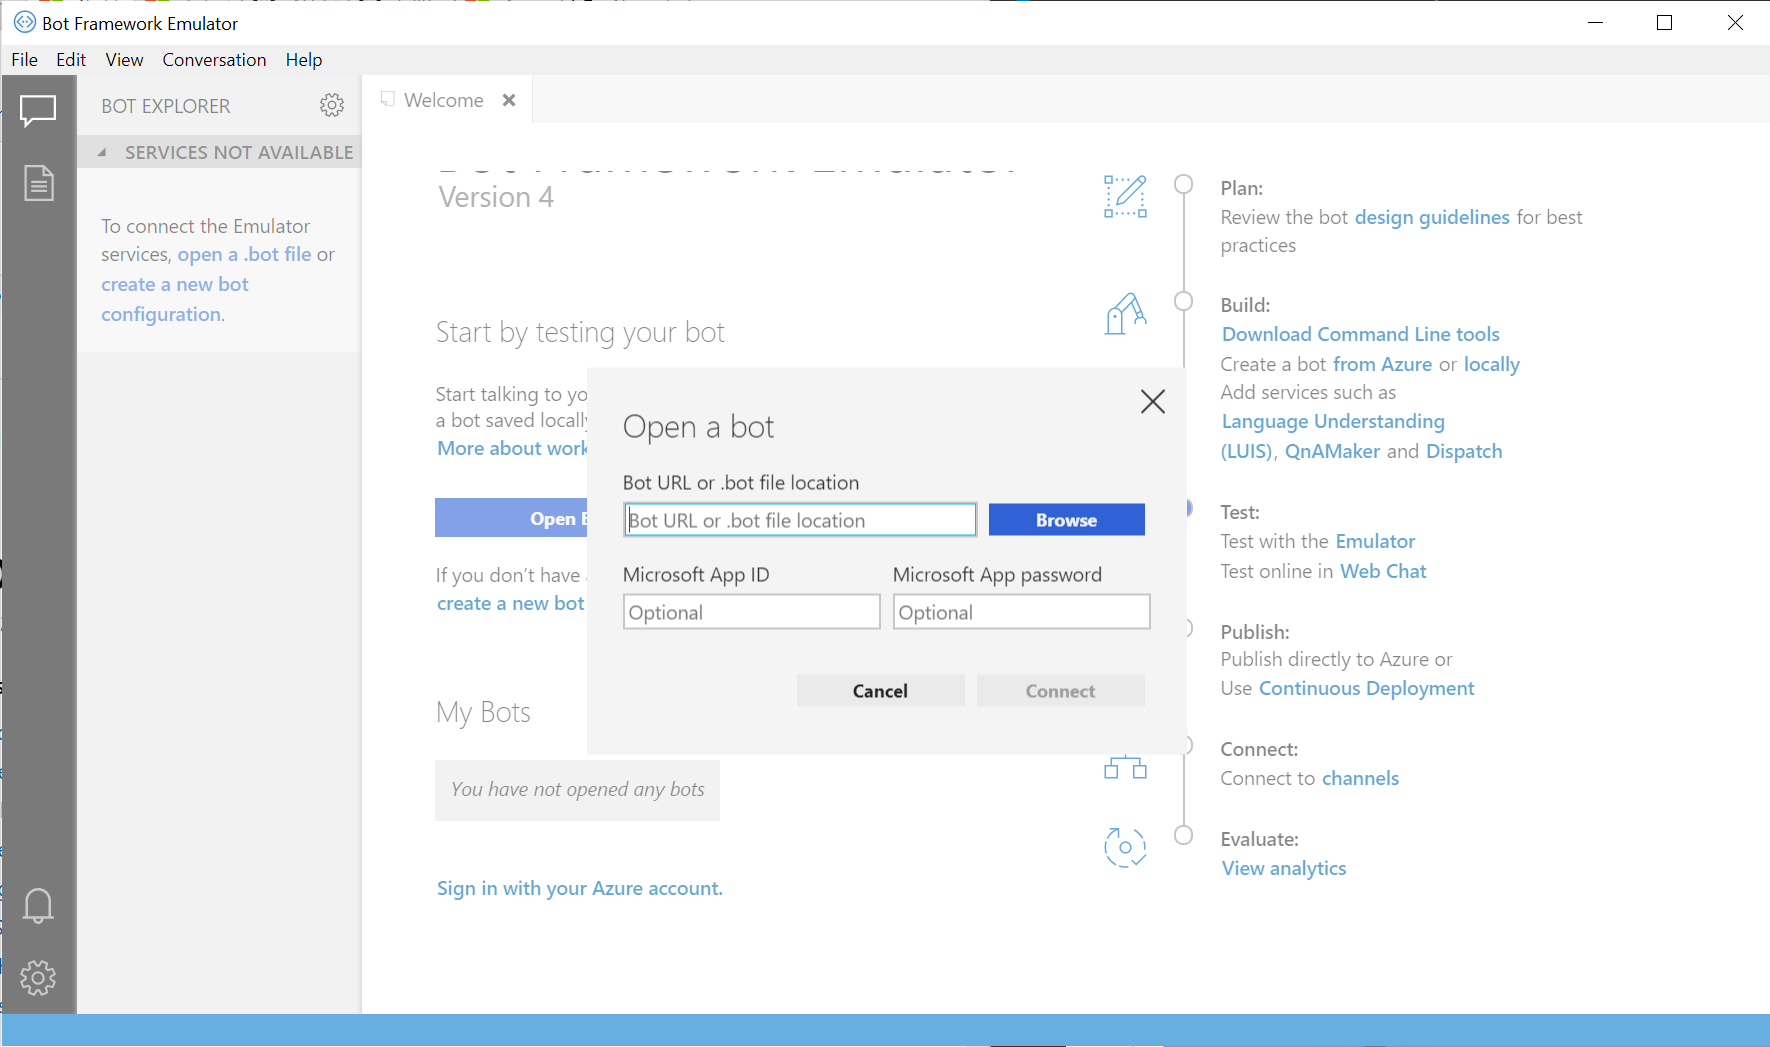 Bot Framework Emulator
File Edit View Conversation Help
BOT EXPLORER
SERVICES NOT AVAILABLE
To connect the Emulator
services, open a .bot file or
create a new bot
configuration.
Welcome
Bot Framework Emulator
Version 4
Start by testing your bot
Start talking to yo
a bot saved locally
More about work
Open
If you don't have
create a new bot
My Bots
You have not opened any bots
Sign in with your Azure account.
Open a bot
Bot URL or .bot file location
Bot URL or .bot file location
Browse
Microsoft App ID
Microsoft App password
Optional
Optional
Cancel
Connect
Plan:
Review the bot design guidelines for best
practices
Build:
Download Command Line tools
Create a bot from Azure or locally
Add services such as
Language Understanding
(LUIS), QnAMaker and Dispatch
Test:
Test with the Emulator
Test online in Web Chat
Publish:
Publish directly to Azure or
Use Continuous Deployment
Connect:
Connect to channels
Evaluate:
View analytics